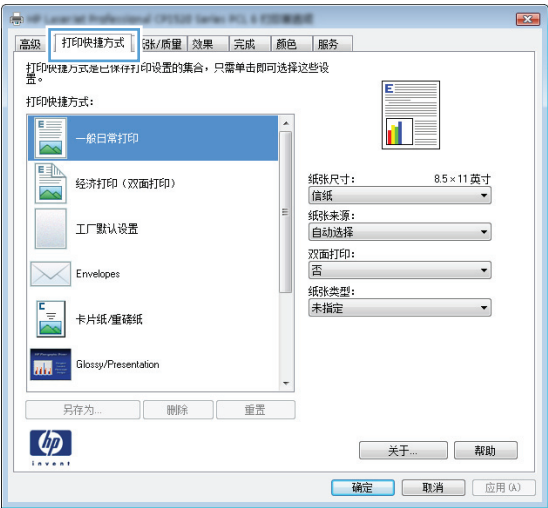 高级
打印快捷方式
纸张/质量
效果
完成
颜色
服务
打印快捷方式是已保存打印设置的集合，只需单击即可选择这些设置。
打印快捷方式：
一般日常打印
经济打印（双面打印）
工厂默认设置
Envelopes
卡片纸/重磅纸
Glossy/Presentation
另存为...
删除
重置
纸张尺寸：
8.5×11 英寸
信纸
纸张来源：
自动选择
双面打印：
否
纸张类型：
未指定
hp
invent
关于...
帮助
确定
取消
应用(A)